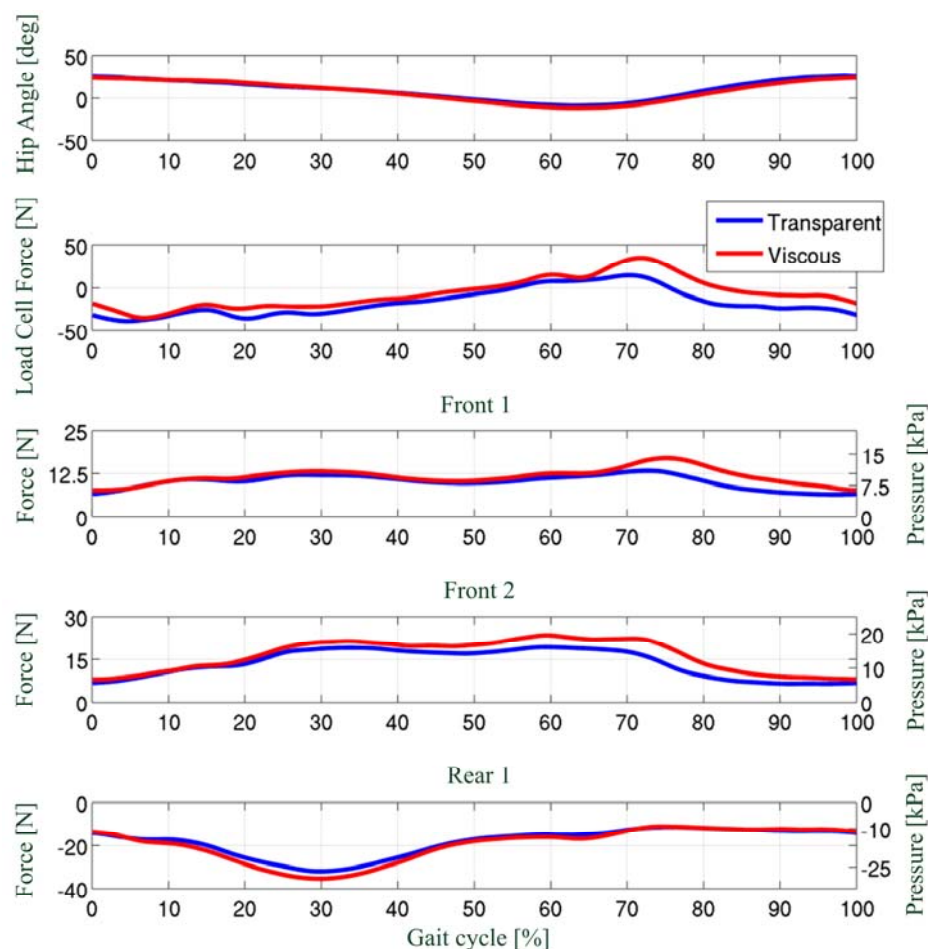 Hip Angle [deg]
50
0
-50
0 10 20 30 40 50 60 70 80 90 100
Load Cell Force [N]
50
0
-50
Transparent
Viscous
0 10 20 30 40 50 60 70 80 90 100
Front 1
Force [N]
25
12.5
0
Pressure [kPa]
15
7.5
0
0 10 20 30 40 50 60 70 80 90 100
Front 2
Force [N]
30
15
0
Pressure [kPa]
20
10
0
0 10 20 30 40 50 60 70 80 90 100
Rear 1
Force [N]
0
-20
-40
Pressure [kPa]
0
-10
-25
0 10 20 30 40 50 60 70 80 90 100
Gait cycle [%]